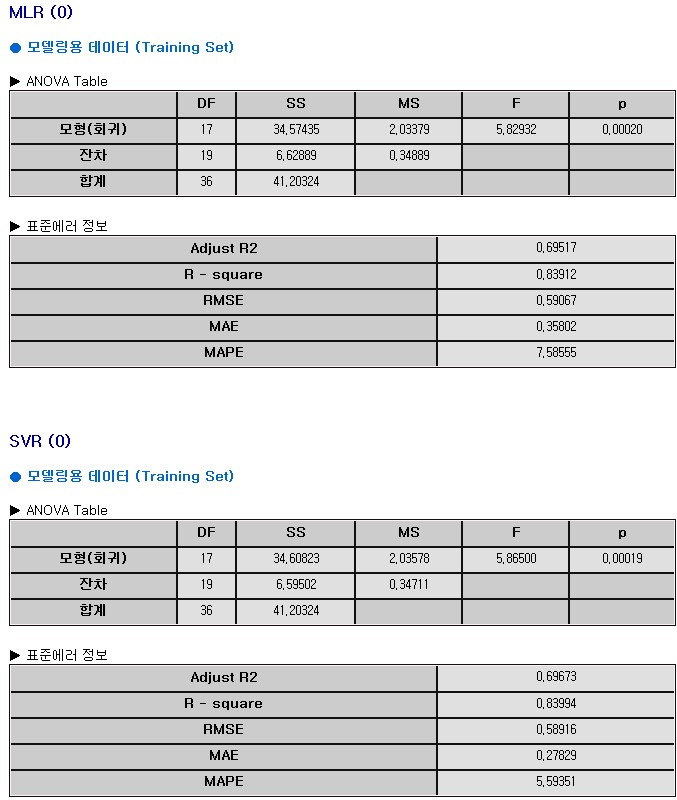 MLR (0)
● 모델링용 데이터 (Training Set)
▶ ANOVA Table
DF SS MS F p
모형(회귀) 17 34,57435 2,03379 5,82932 0,00020
잔차 19 6,62889 0,34889
합계 36 41,20324
▶ 표준에러 정보
Adjust R2 0,69517
R - square 0,83912
RMSE 0,59067
MAE 0,35802
MAPE 7,58555
SVR (0)
● 모델링용 데이터 (Training Set)
▶ ANOVA Table
DF SS MS F p
모형(회귀) 17 34,60823 2,03578 5,86500 0,00019
잔차 19 6,59502 0,34711
합계 36 41,20324
▶ 표준에러 정보
Adjust R2 0,69673
R - square 0,83994
RMSE 0,58916
MAE 0,27829
MAPE 5,59351